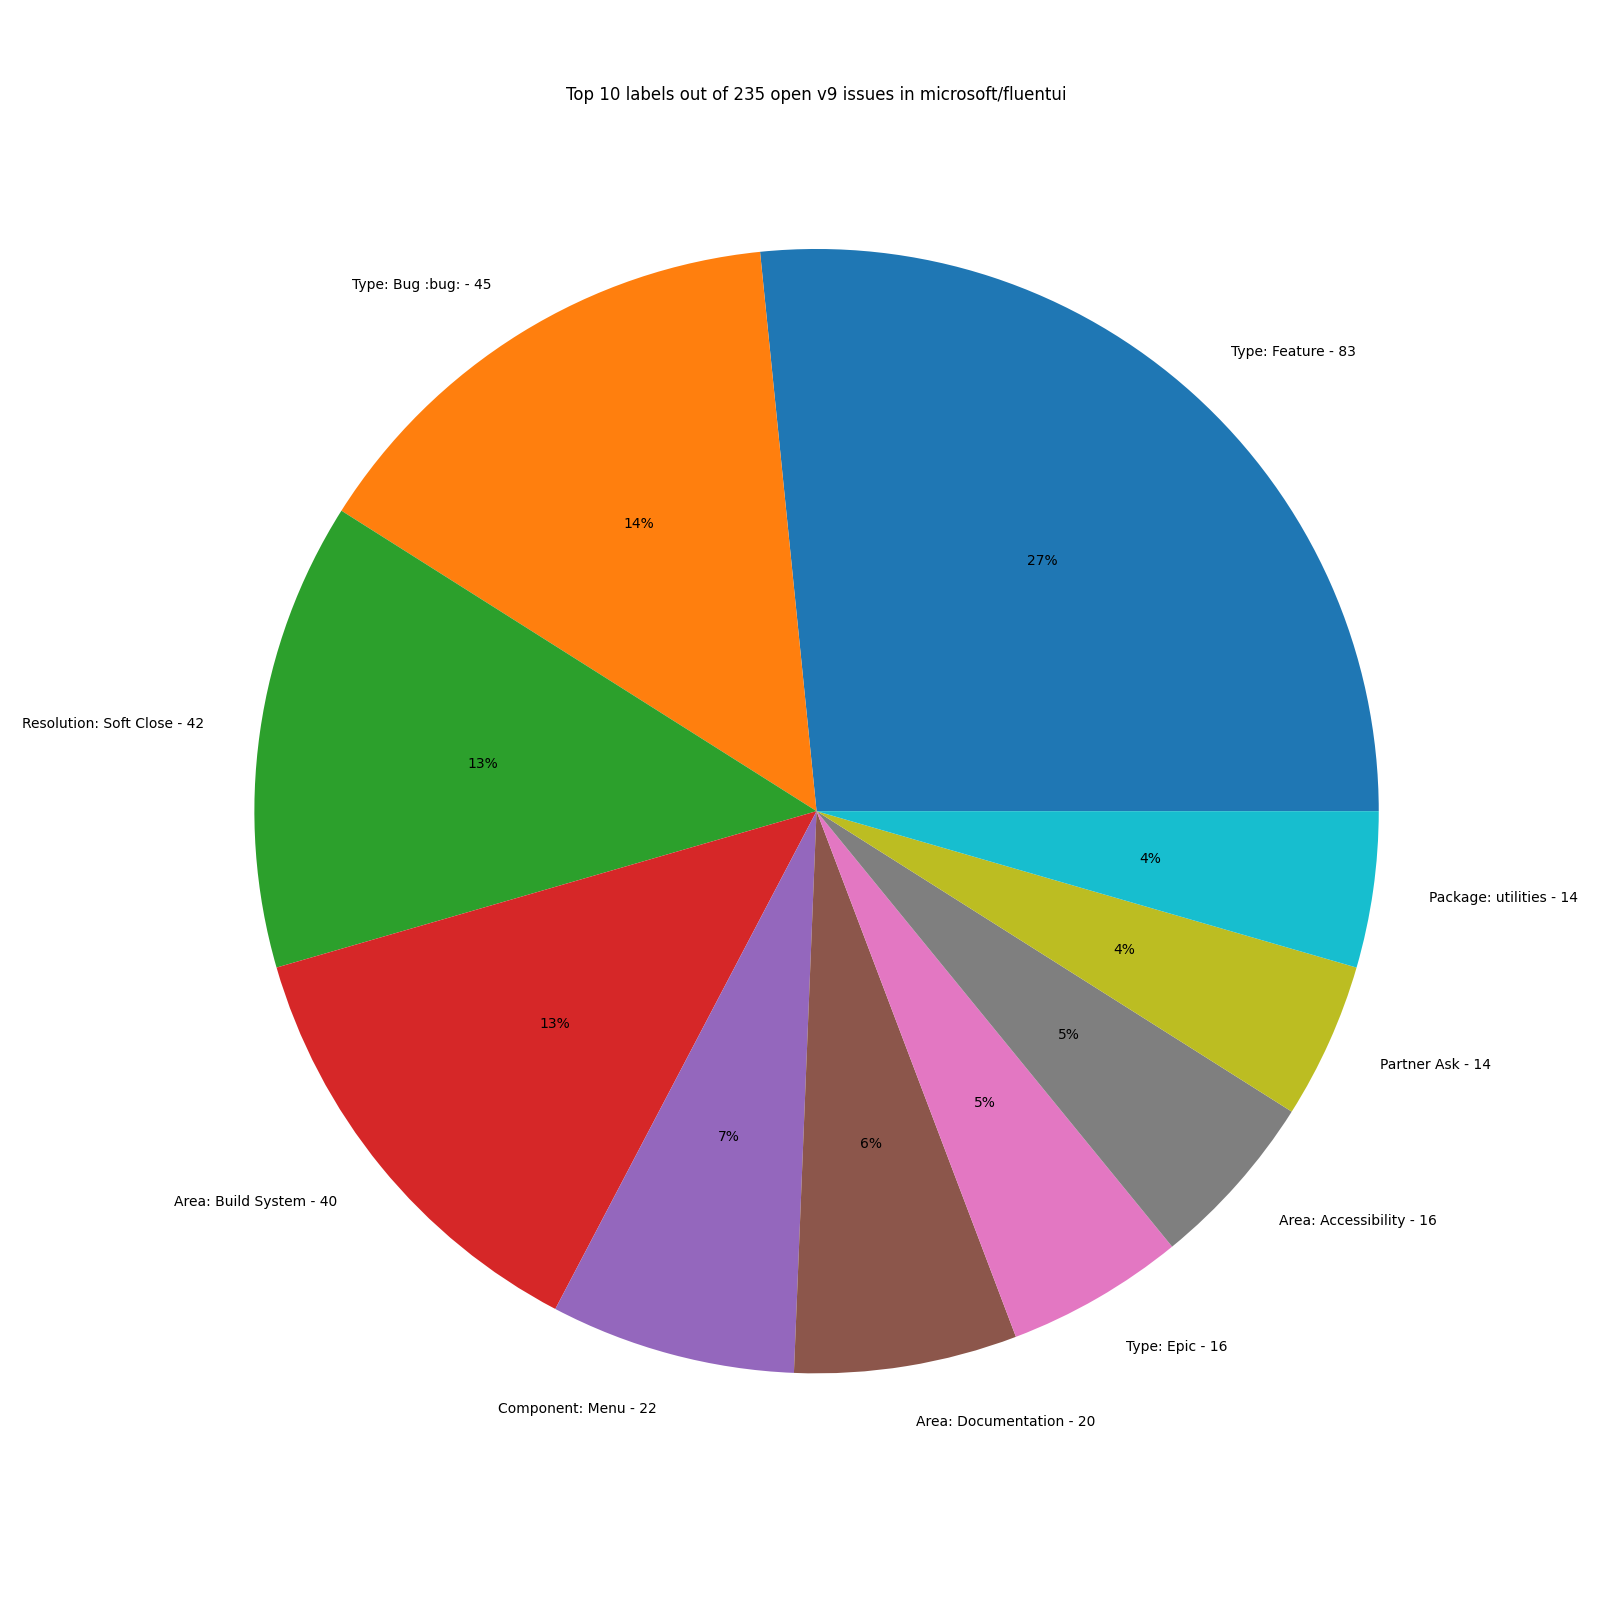 Top 10 labels out of 235 open v9 issues in microsoft/fluentui
Type: Bug :bug: - 45
Type: Feature - 83
14%
27%
Resolution: Soft Close - 42
13%
4%
Package: utilities - 14
4%
13%
5%
Partner Ask - 14
5%
7%
6%
Area: Build System - 40
Area: Accessibility - 16
Type: Epic - 16
Component: Menu - 22
Area: Documentation - 20